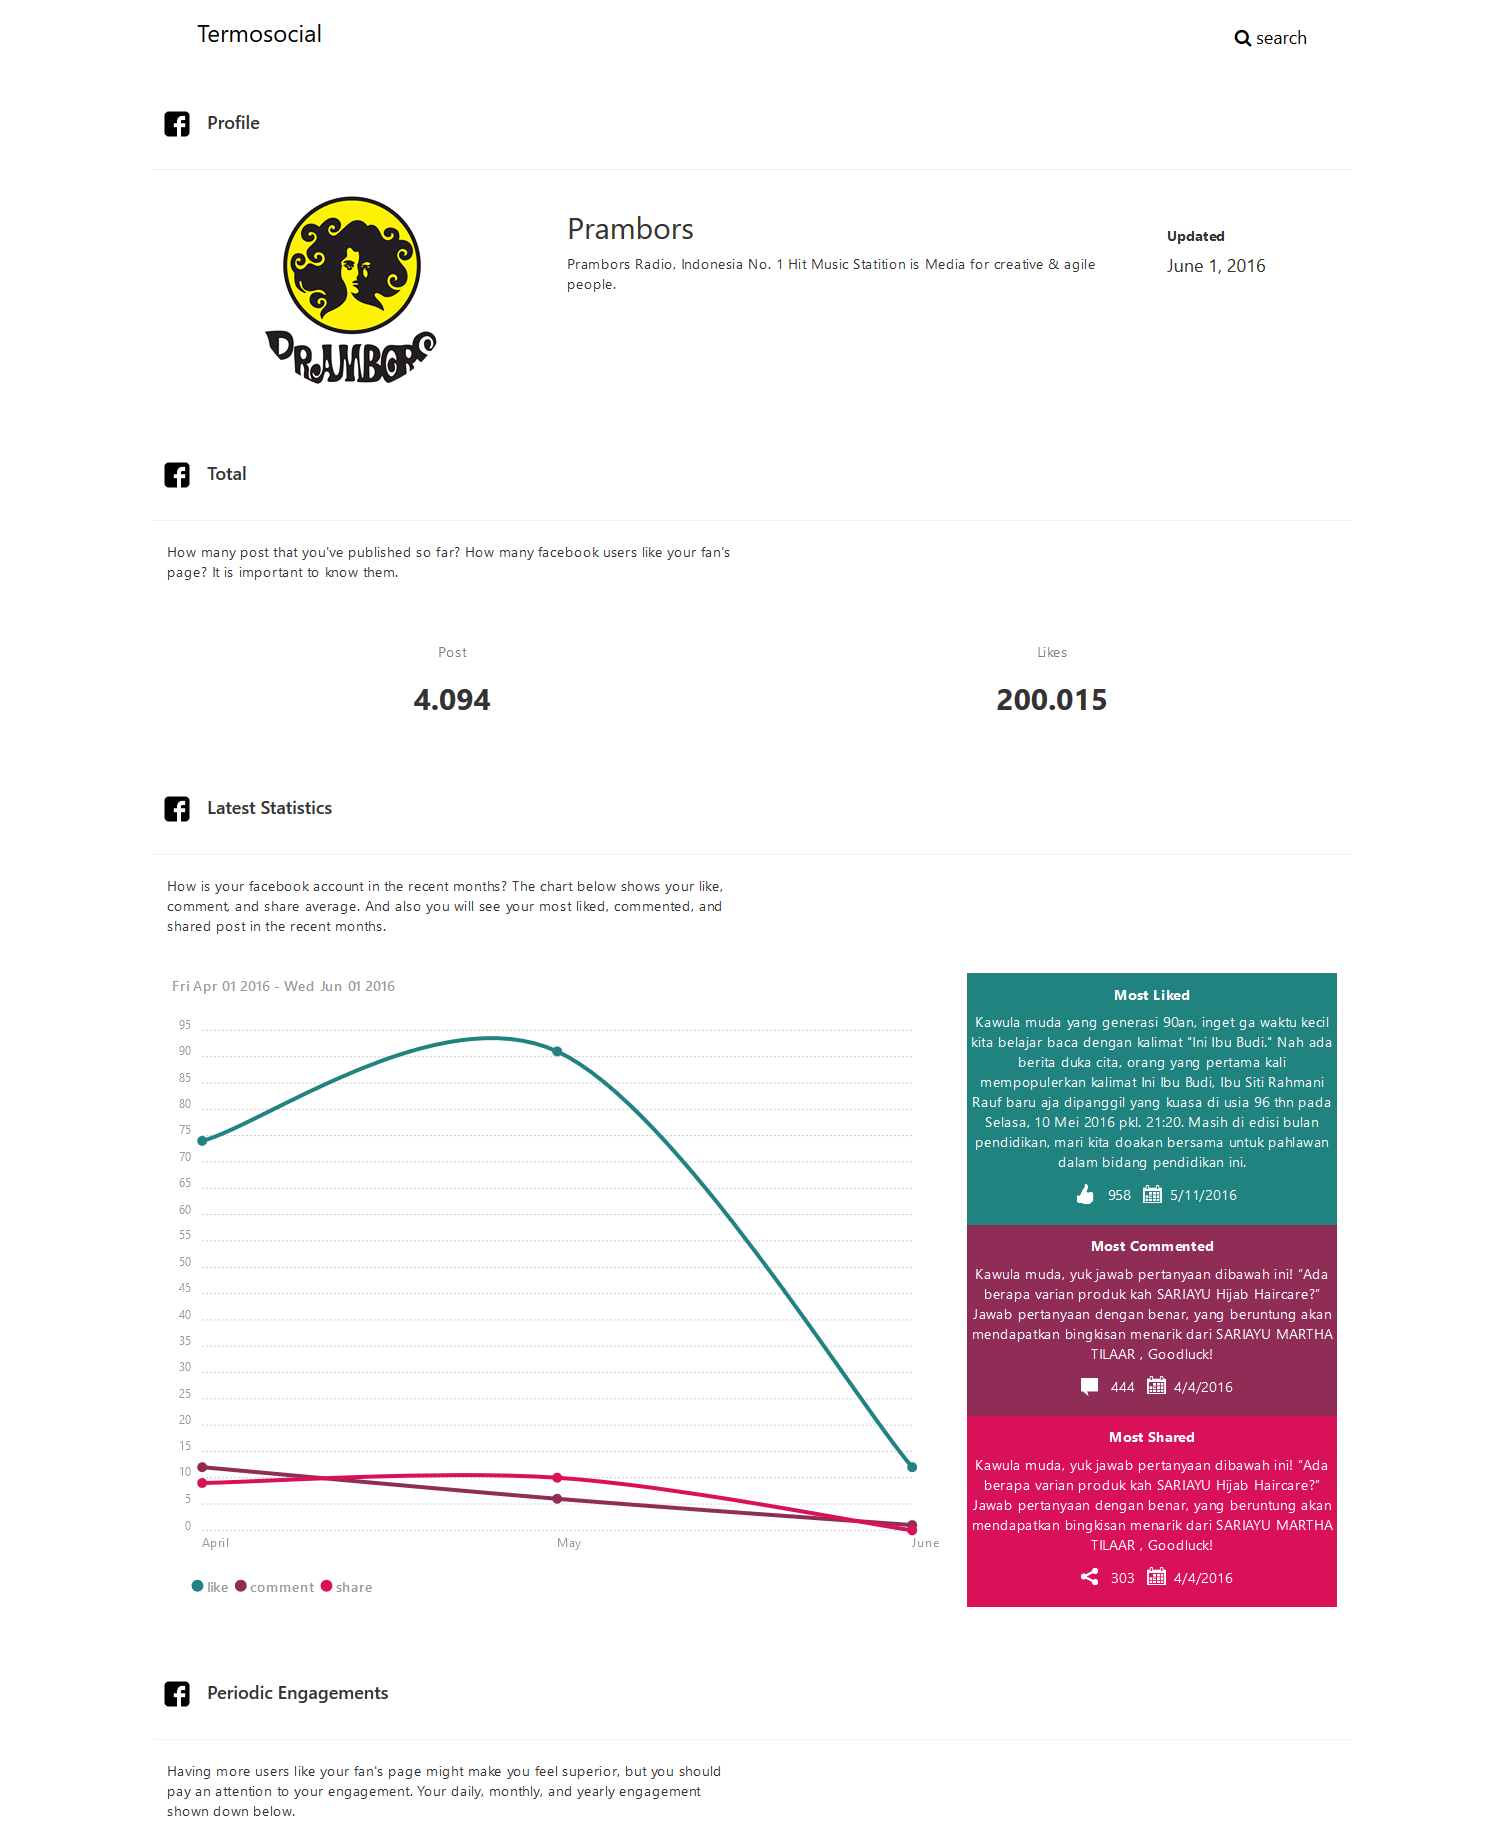 Termosocial
search
Profile
PRAMBORS
Prambors
Prambors Radio, Indonesia No. 1 Hit Music Statition is Media for creative & agile
people.
Updated
June 1, 2016
Total
How many post that you've published so far? How many facebook users like your fan's
page? It is important to know them.
Post
4.094
Likes
200.015
Latest Statistics
How is your facebook account in the recent months? The chart below shows your like,
comment, and share average. And also you will see your most liked, commented, and
shared post in the recent months.
Fri Apr 01 2016 - Wed Jun 01 2016
95
90
85
80
75
70
65
60
55
50
45
40
35
30
25
20
15
10
5
0
April May June
like comment share
Most Liked
Kawula muda yang generasi 90an, inget ga waktu kecil
kita belajar baca dengan kalimat "Ini Ibu Budi." Nah ada
berita duka cita, orang yang pertama kali
mempopulerkan kalimat Ini Ibu Budi, Ibu Siti Rahmani
Rauf baru aja dipanggil yang kuasa di usia 96 thn pada
Selasa, 10 Mei 2016 pkl. 21:20. Masih di edisi bulan
pendidikan, mari kita doakan bersama untuk pahlawan
dalam bidang pendidikan ini.
958 5/11/2016
Most Commented
Kawula muda, yuk jawab pertanyaan dibawah ini! “Ada
berapa varian produk kah SARIAYU Hijab Haircare?”
Jawab pertanyaan dengan benar, yang beruntung akan
mendapatkan bingkisan menarik dari SARIAYU MARTHA
TILAAR , Goodluck!
444 4/4/2016
Most Shared
Kawula muda, yuk jawab pertanyaan dibawah ini! “Ada
berapa varian produk kah SARIAYU Hijab Haircare?”
Jawab pertanyaan dengan benar, yang beruntung akan
mendapatkan bingkisan menarik dari SARIAYU MARTHA
TILAAR , Goodluck!
303 4/4/2016
Periodic Engagements
Having more users like your fan's page might make you feel superior, but you should
pay an attention to your engagement. Your daily, monthly, and yearly engagement
shown down below.